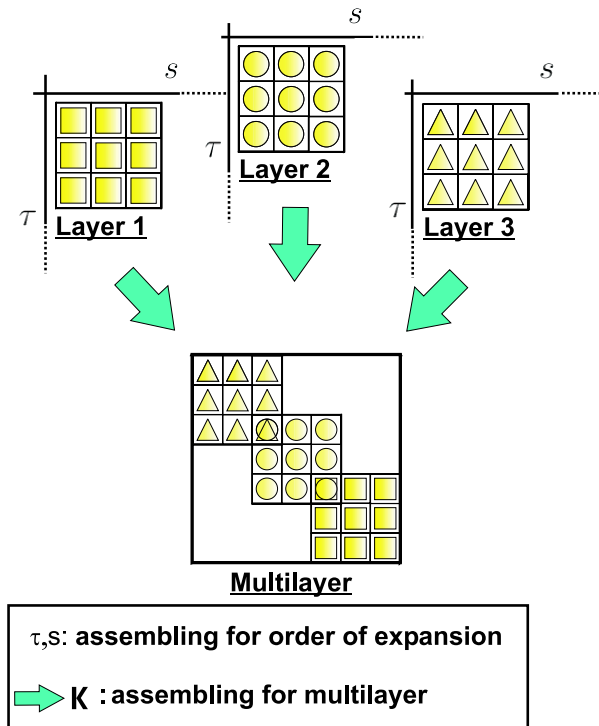 s
s
s
τ
Layer 2
τ
Layer 1
τ
Layer 3
Multilayer
τ,s: assembling for order of expansion
K : assembling for multilayer